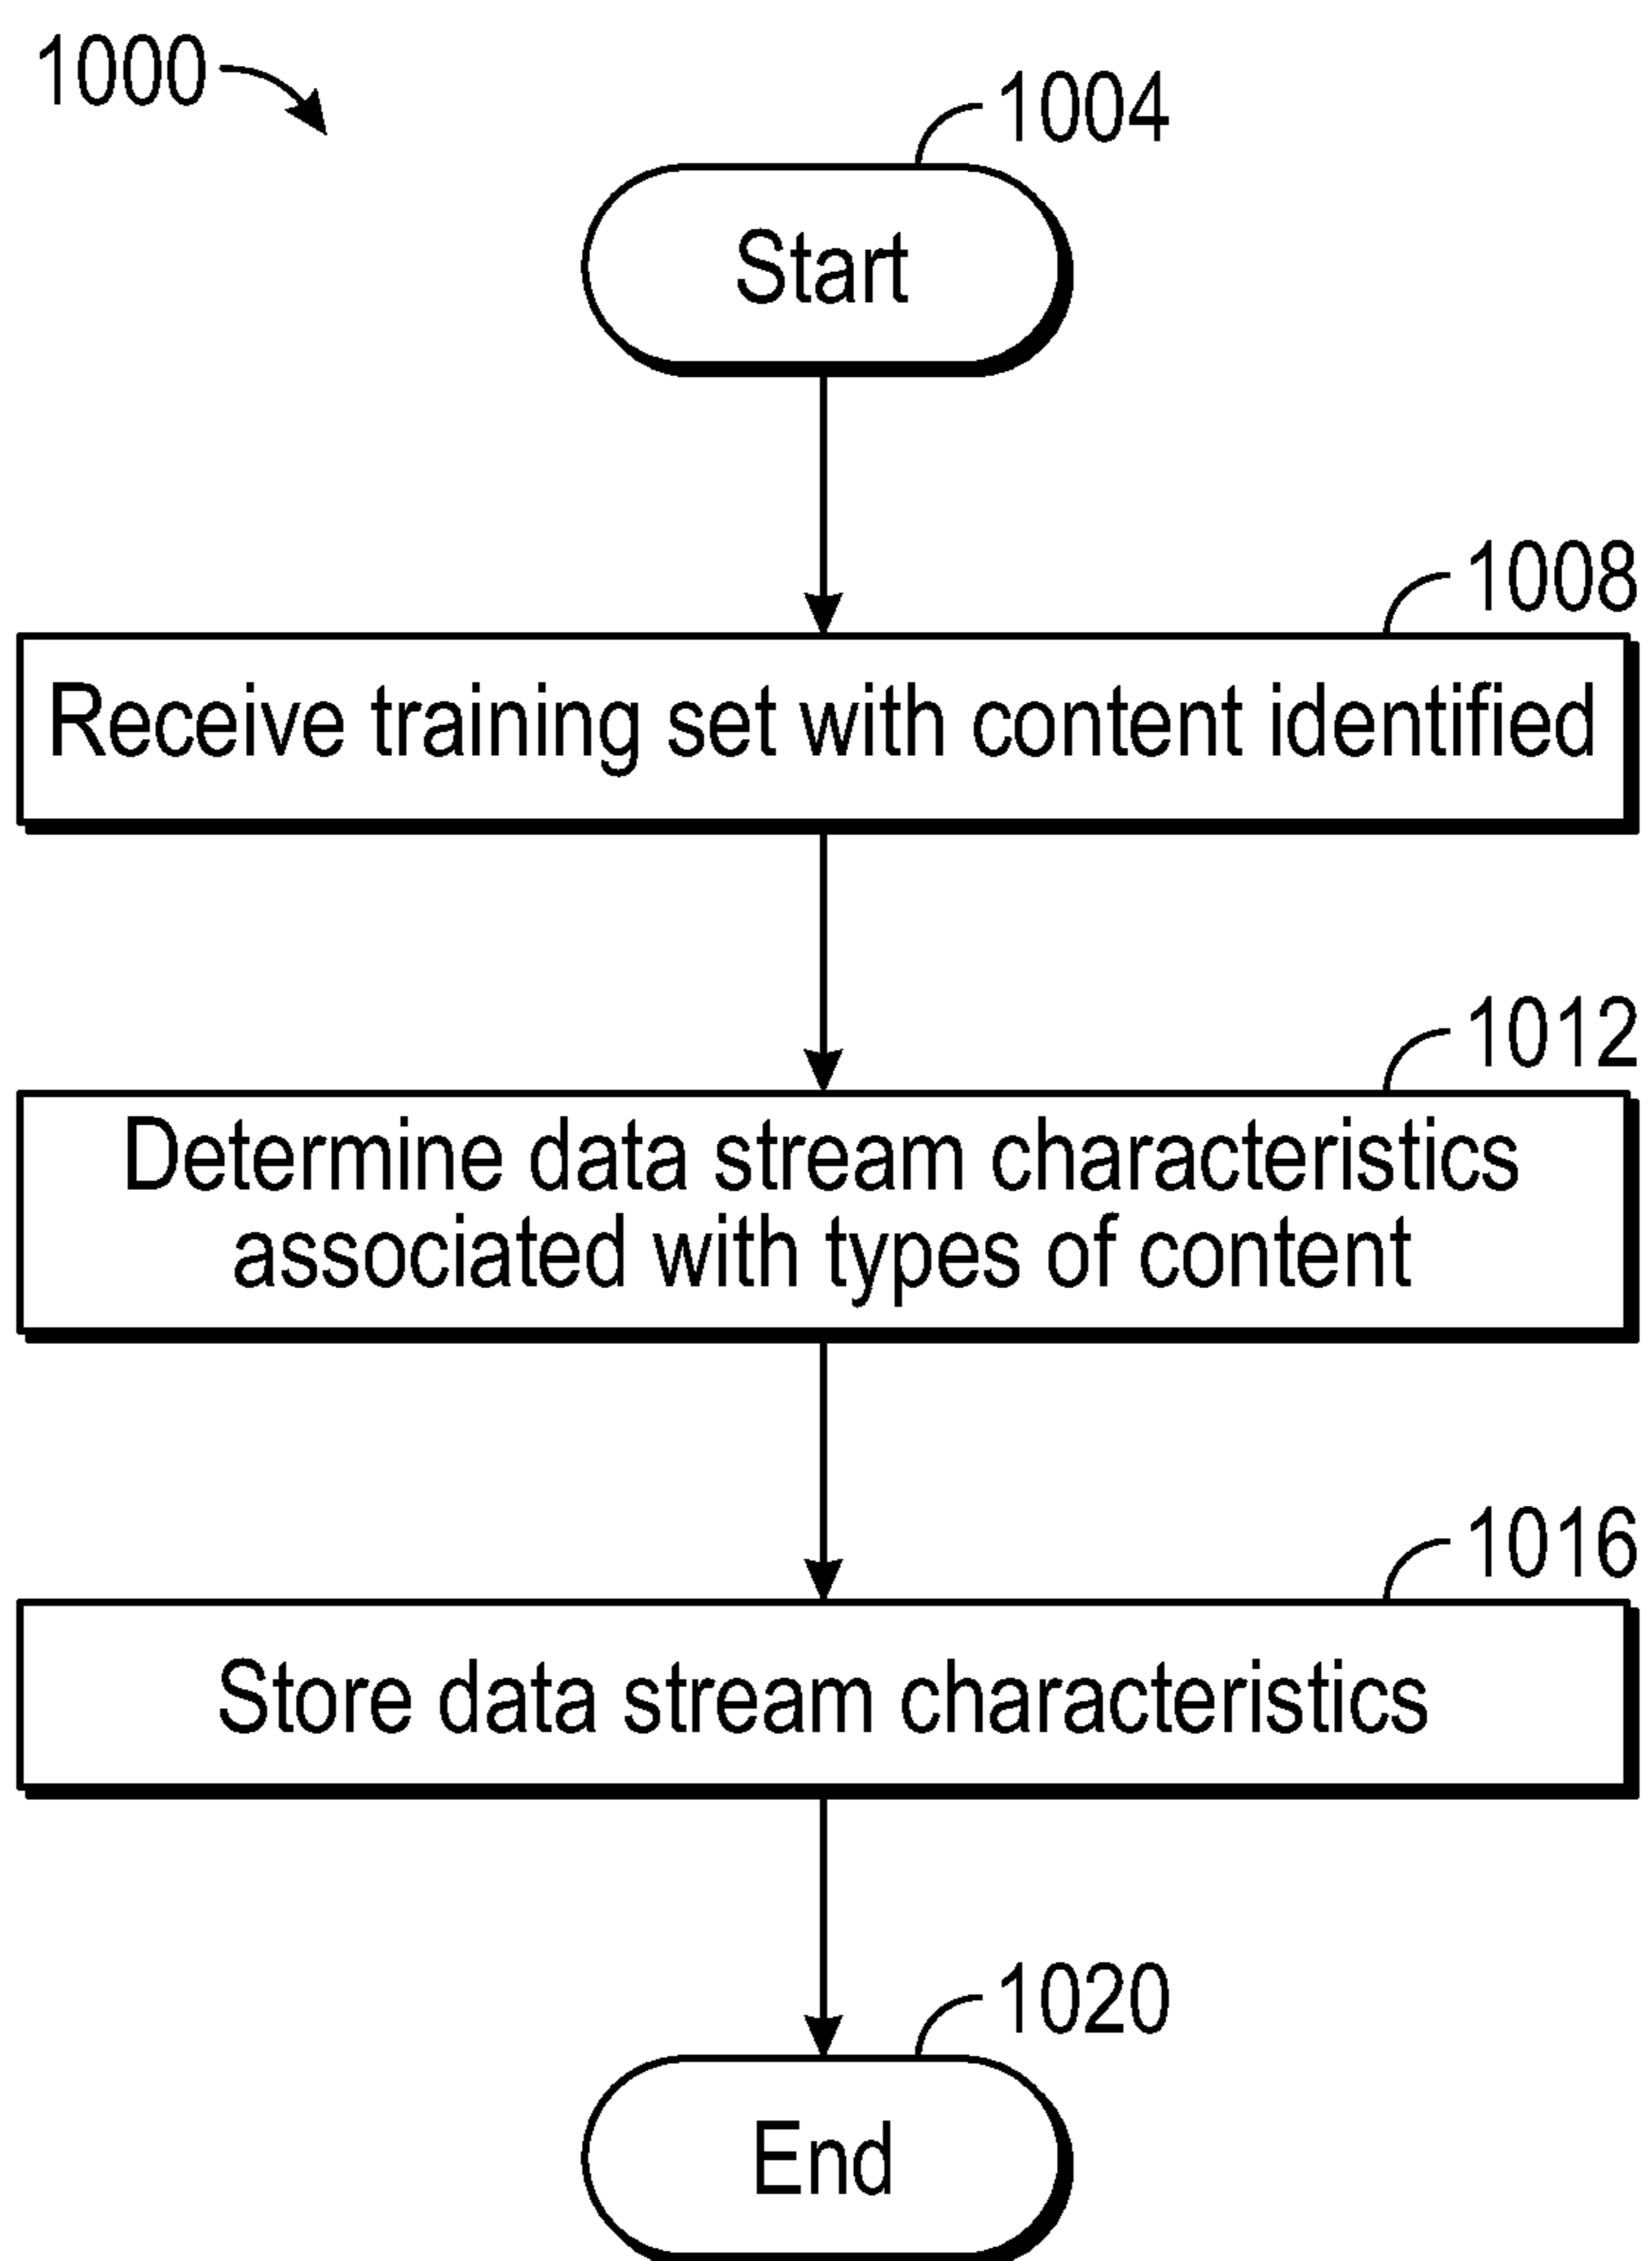 1000
1004
Start
1008
Receive training set with content identified
1012
Determine data stream characteristics
associated with types of content
1016
Store data stream characteristics
1020
End